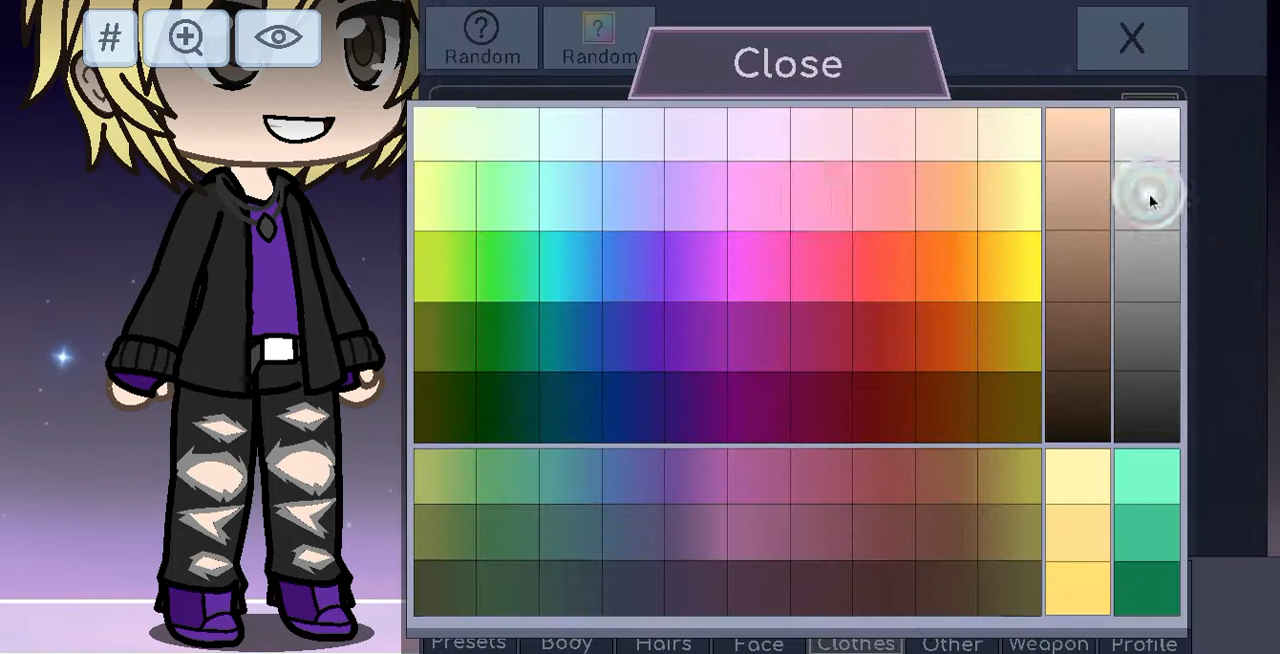 #
? Random
? Random
X
Close
Presets Body Hairs Face Clothes Other Weapon Profile